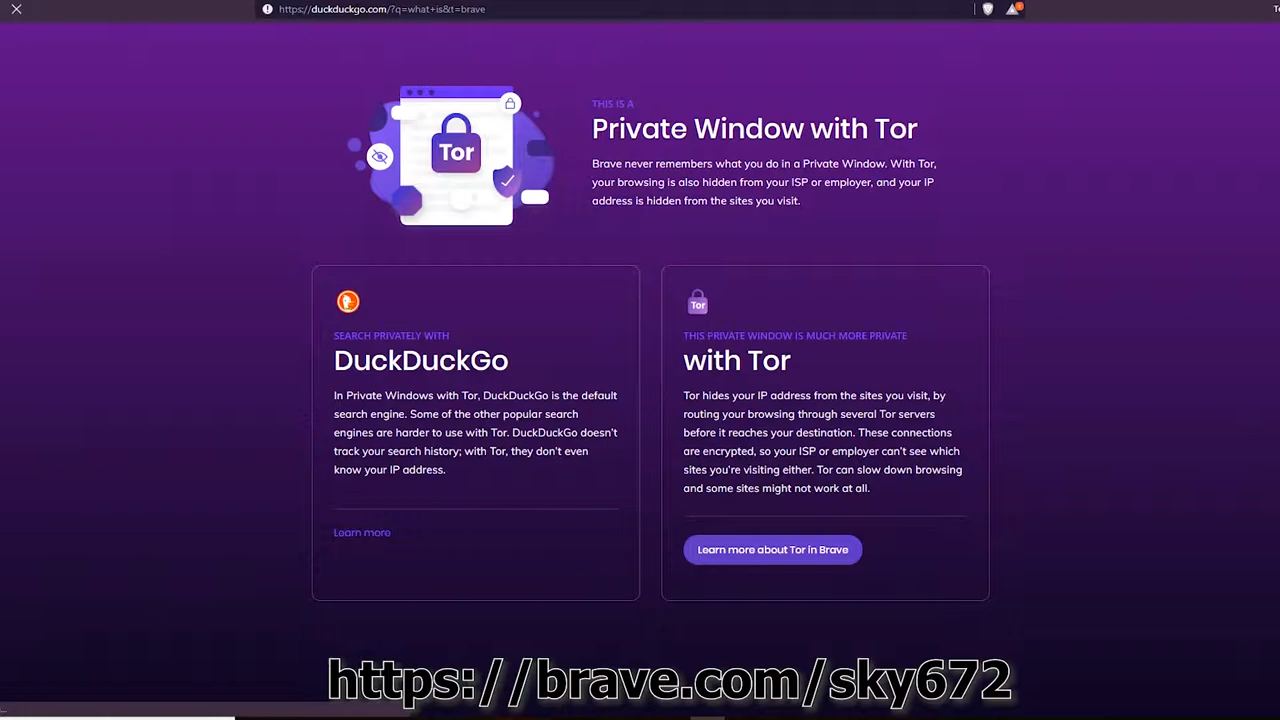 https://duckduckgo.com/?q=what+is&t=brave
Tor
THIS IS A
Private Window with Tor
Brave never remembers what you do in a Private Window. With Tor,
your browsing is also hidden from your ISP or employer, and your IP
address is hidden from the sites you visit.
SEARCH PRIVATELY WITH
DuckDuckGo
In Private Windows with Tor, DuckDuckGo is the default
search engine. Some of the other popular search
engines are harder to use with Tor. DuckDuckGo doesn't
track your search history; with Tor, they don't even
know your IP address.
Learn more
Tor
THIS PRIVATE WINDOW IS MUCH MORE PRIVATE
with Tor
Tor hides your IP address from the sites you visit, by
routing your browsing through several Tor servers
before it reaches your destination. These connections
are encrypted, so your ISP or employer can't see which
sites you're visiting either. Tor can slow down browsing
and some sites might not work at all.
Learn more about Tor in Brave
https://brave.com/sky672